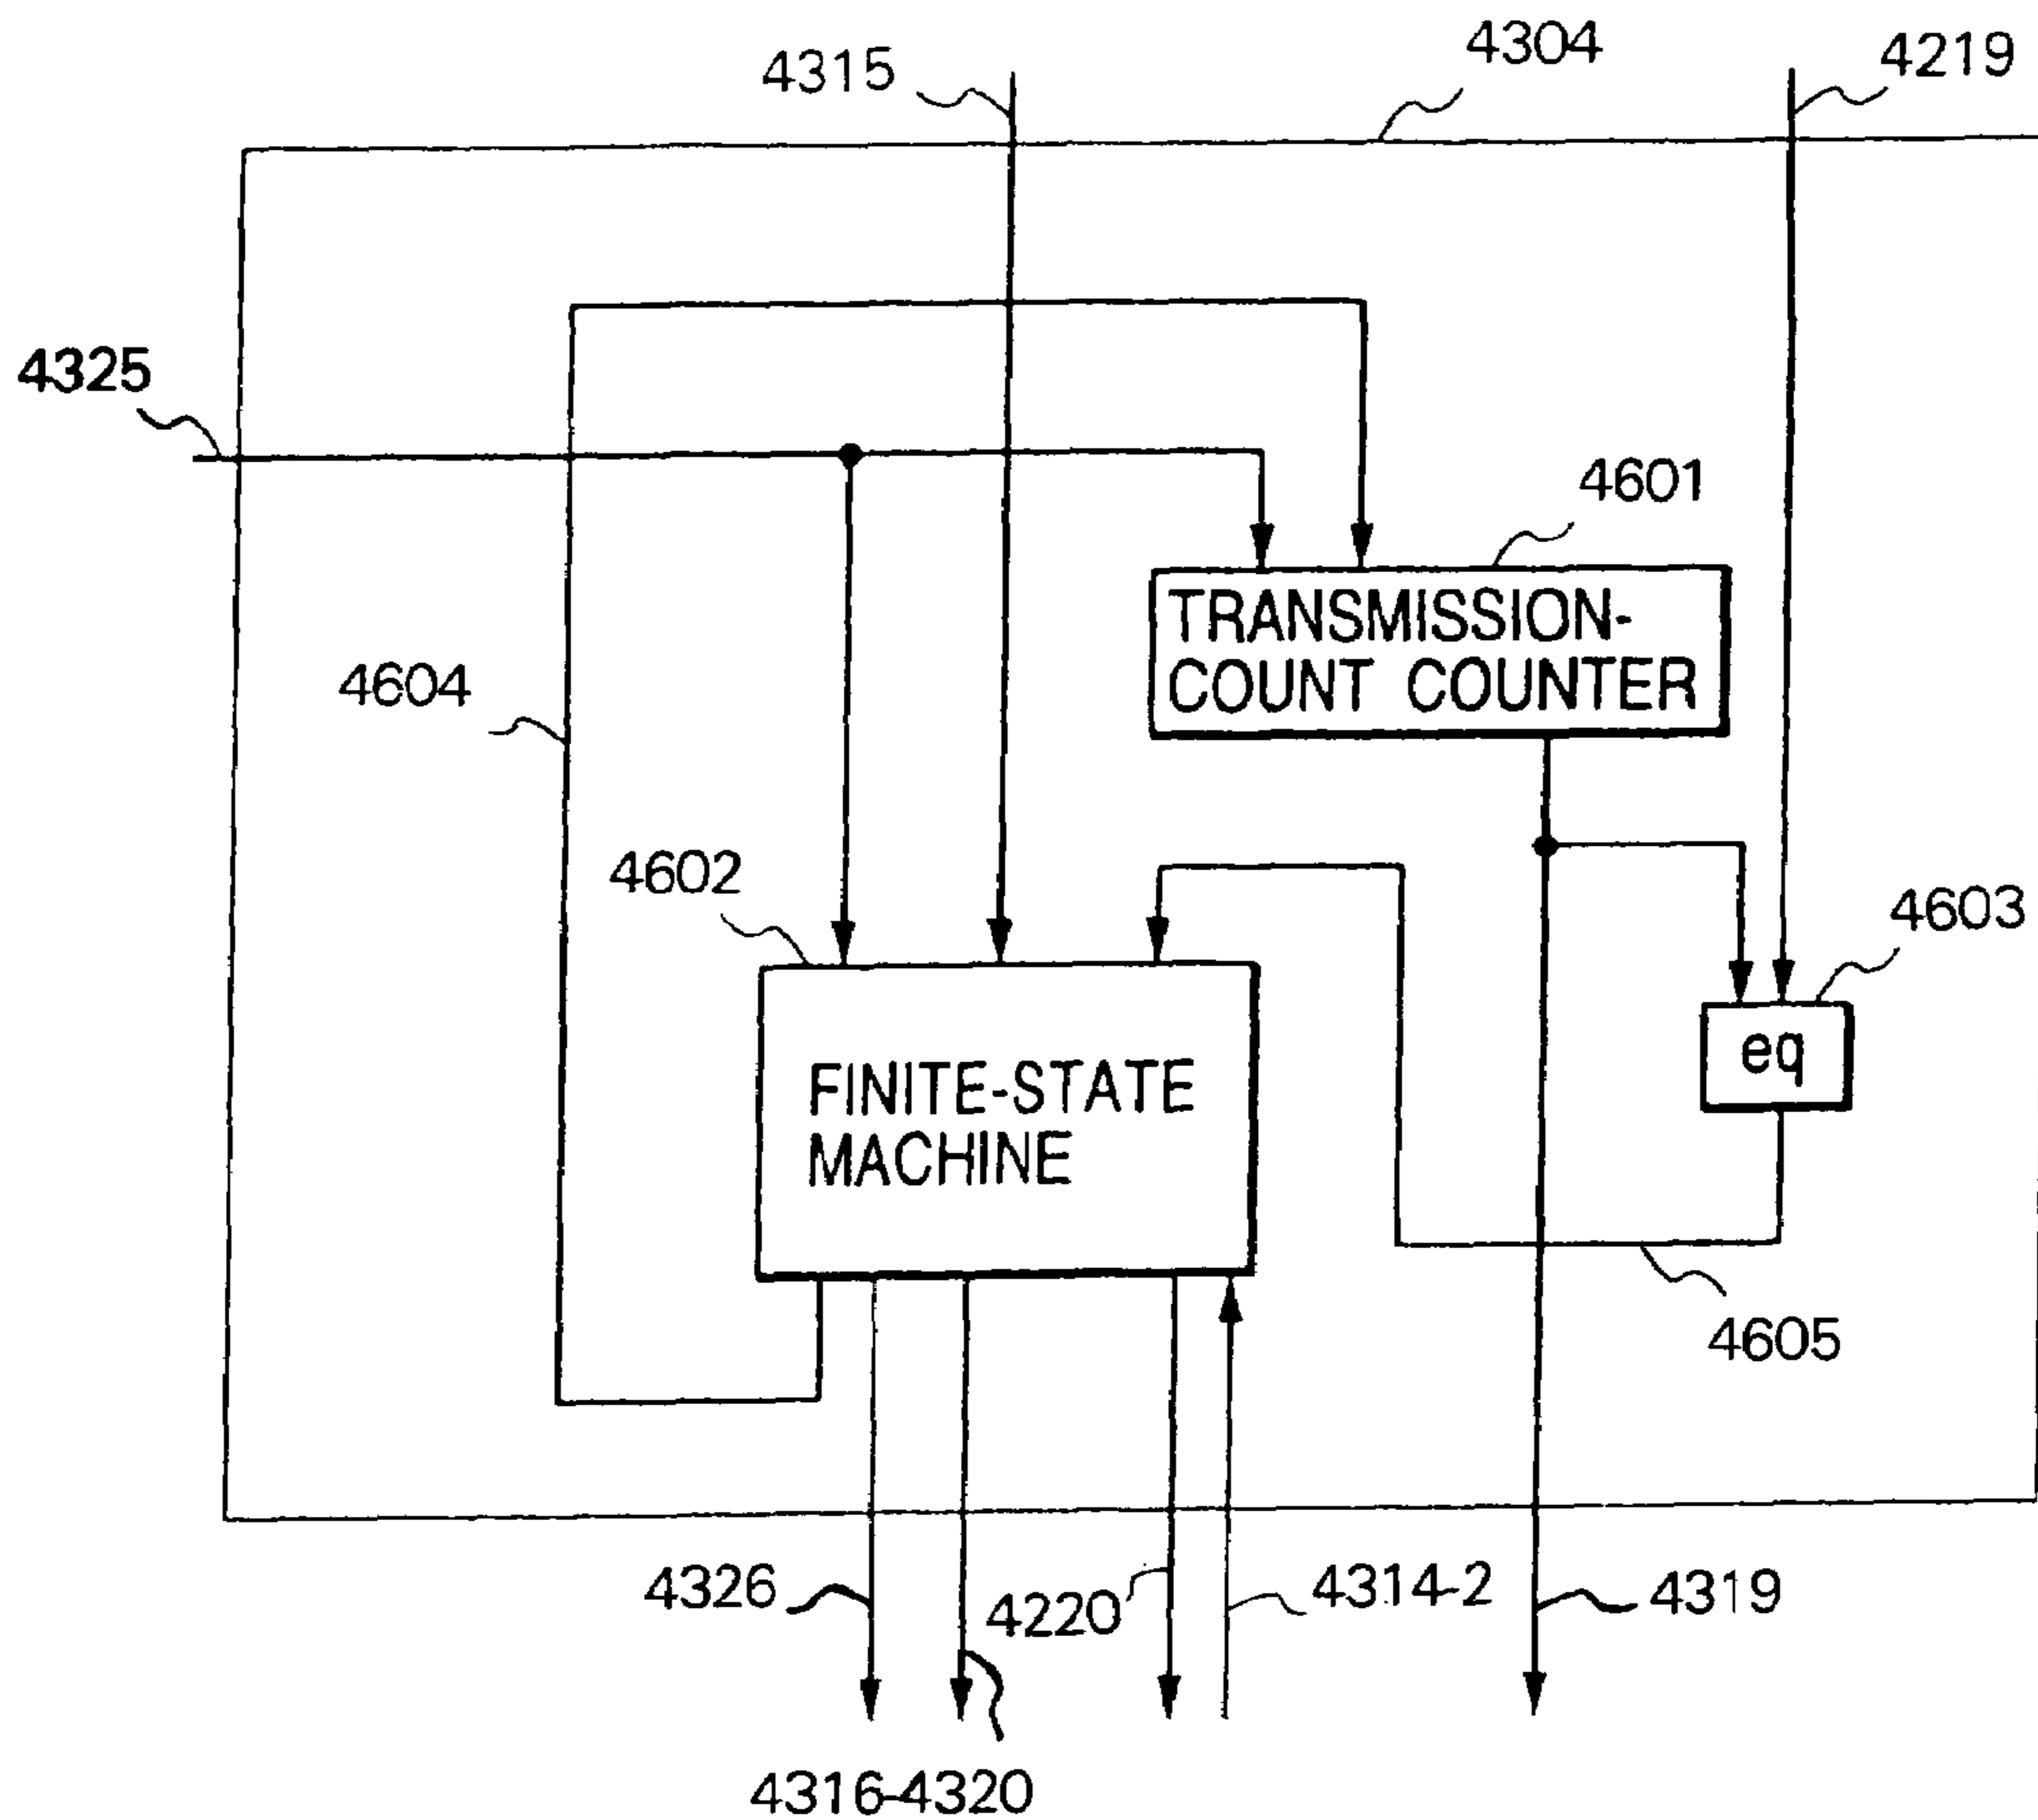 4304
4219
4315
4325
4601
TRANSMISSION-
COUNT COUNTER
4604
4602
4603
eq
FINITE-STATE
MACHINE
4605
4326
4220
4314-2
4319
4316-4320